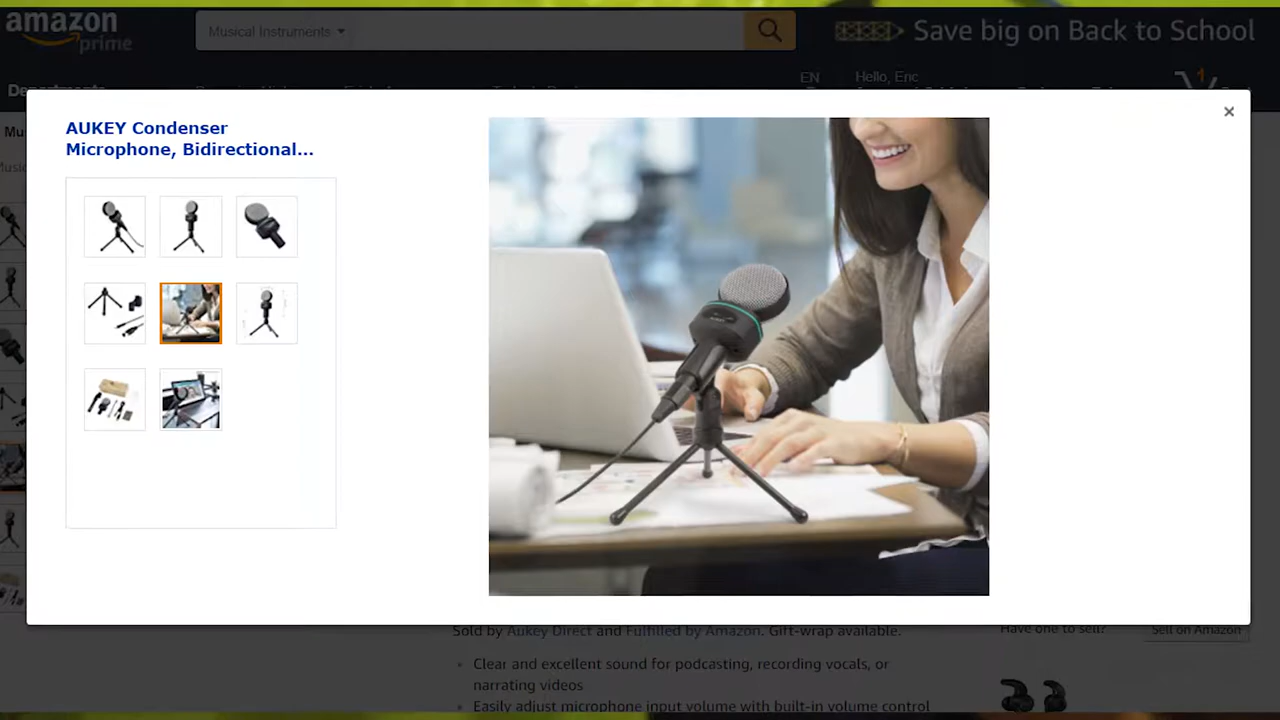 amazon
prime
Musical Instruments
Save big on Back to School
EN
Hello, Eric
Departments
AUKEY Condenser
Microphone, Bidirectional...
×
Sold by Aukey Direct and Fulfilled by Amazon. Gift-wrap available.
Have one to sell?
Sell on Amazon
Clear and excellent sound for podcasting, recording vocals, or
narrating videos
Easily adjust microphone input volume with built-in volume control